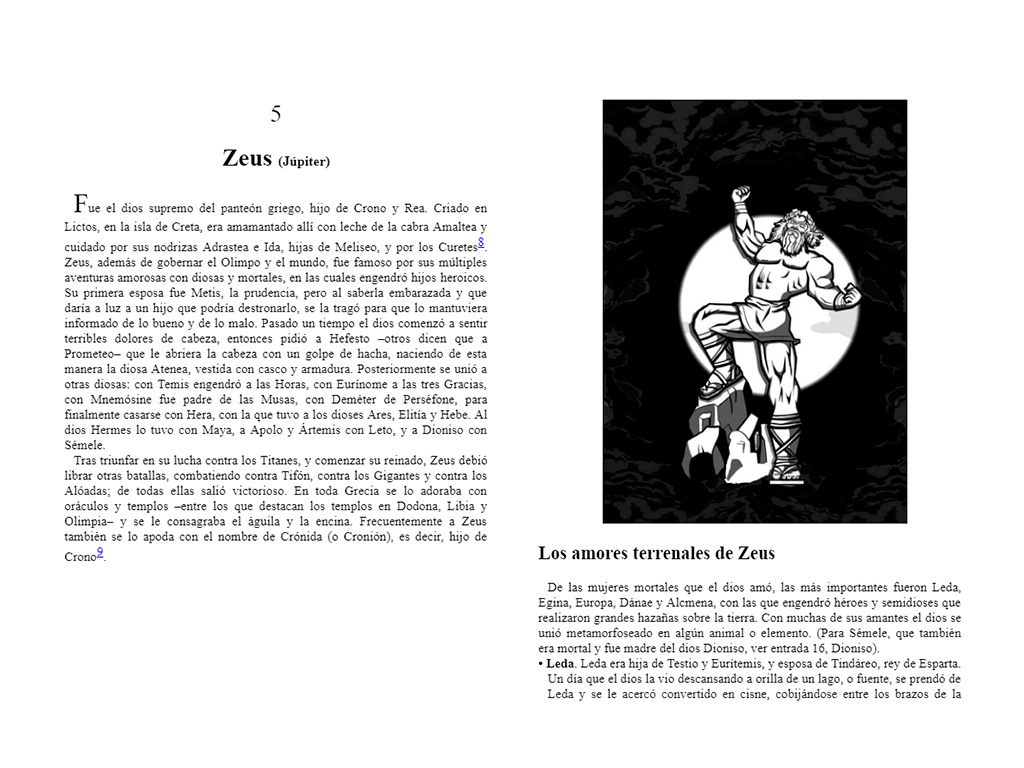 5
Zeus (Júpiter)
Fue el dios supremo del panteón griego, hijo de Crono y Rea. Criado en
Lictos, en la isla de Creta, era amamantado allí con leche de la cabra Amaltea y
cuidado por sus nodrizas Adrastea e Ida, hijas de Meliseo, y por los Curetes8.
Zeus, además de gobernar el Olimpo y el mundo, fue famoso por sus múltiples
aventuras amorosas con diosas y mortales, en las cuales engendró hijos heroicos.
Su primera esposa fue Metis, la prudencia, pero al saberla embarazada y que
daría a luz a un hijo que podría destronarlo, se la tragó para que lo mantuviera
informado de lo bueno y de lo malo. Pasado un tiempo el dios comenzó a sentir
terribles dolores de cabeza, entonces pidió a Hefesto –otros dicen que a
Prometeo– que le abriera la cabeza con un golpe de hacha, naciendo de esta
manera la diosa Atenea, vestida con casco y armadura. Posteriormente se unió a
otras diosas: con Temis engendró a las Horas, con Eurínome a las tres Gracias,
con Mnemósine fue padre de las Musas, con Deméter de Perséfone, para
finalmente casarse con Hera, con la que tuvo a los dioses Ares, Elitía y Hebe. Al
dios Hermes lo tuvo con Maya, a Apolo y Ártemis con Leto, y a Dioniso con
Sémele.
Tras triunfar en su lucha contra los Titanes, y comenzar su reinado, Zeus debió
librar otras batallas, combatiendo contra Tifón, contra los Gigantes y contra los
Alóadas; de todas ellas salió victorioso. En toda Grecia se lo adoraba con
oráculos y templos –entre los que destacan los templos en Dodona, Libia y
Olimpia– y se le consagraba el águila y la encina. Frecuentemente a Zeus
también se lo apoda con el nombre de Crónida (o Cronión), es decir, hijo de
Crono9.
Los amores terrenales de Zeus
De las mujeres mortales que el dios amó, las más importantes fueron Leda,
Egina, Europa, Dánae y Alcmena, con las que engendró héroes y semidioses que
realizaron grandes hazañas sobre la tierra. Con muchas de sus amantes el dios se
unió metamorfoseado en algún animal o elemento. (Para Sémele, que también
era mortal y fue madre del dios Dioniso, ver entrada 16, Dioniso).
• Leda. Leda era hija de Testio y Eurítemis, y esposa de Tindáreo, rey de Esparta.
Un día que el dios la vio descansando a orilla de un lago, o fuente, se prendó de
Leda y se le acercó convertido en cisne, cobijándose entre los brazos de la